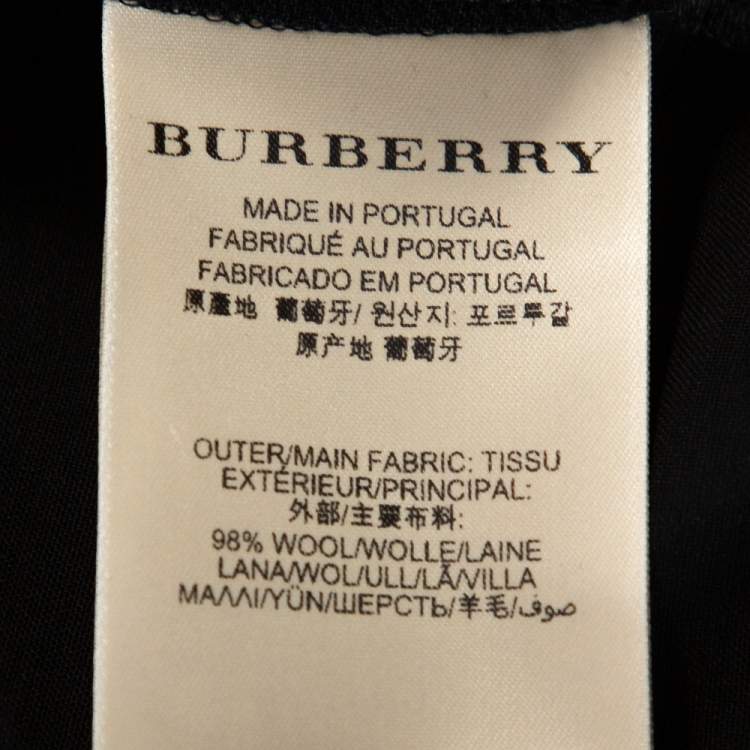 BURBERRY
MADE IN PORTUGAL
FABRIQUÉ AU PORTUGAL
FABRICADO EM PORTUGAL
原產地 葡萄牙/ 원산지: 포르투갈
原产地 葡萄牙
OUTER/MAIN FABRIC: TISSU
EXTÉRIEUR/PRINCIPAL:
外部/主要布料:
98% WOOL/WOLLE/LAINE
LANA/WOL/ULL/LÃ/VILLA
ΜΑΛΛΙ/YÜN/ШЕРСТЬ/羊毛/صوف